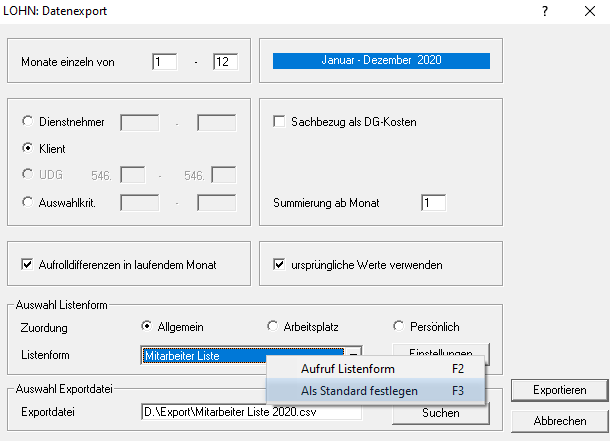 LOHN: Datenexport ? ×
Monate einzeln von 1 - 12
Januar - Dezember 2020
Dienstnehmer -
Klient
UDG 546. - 546.
Auswahlkrit. -
Sachbezug als DG-Kosten
Summierung ab Monat 1
Aufrolldifferenzen in laufendem Monat
ursprüngliche Werte verwenden
Auswahl Listenform
Zuordung Allgemein Arbeitsplatz Persönlich
Listenform Mitarbeiter Liste Einstellungen
Aufruf Listenform F2
Als Standard festlegen F3
Auswahl Exportdatei
Exportdatei D.\Export\Mitarbeiter Liste 2020.csv Suchen
Exportieren
Abbrechen